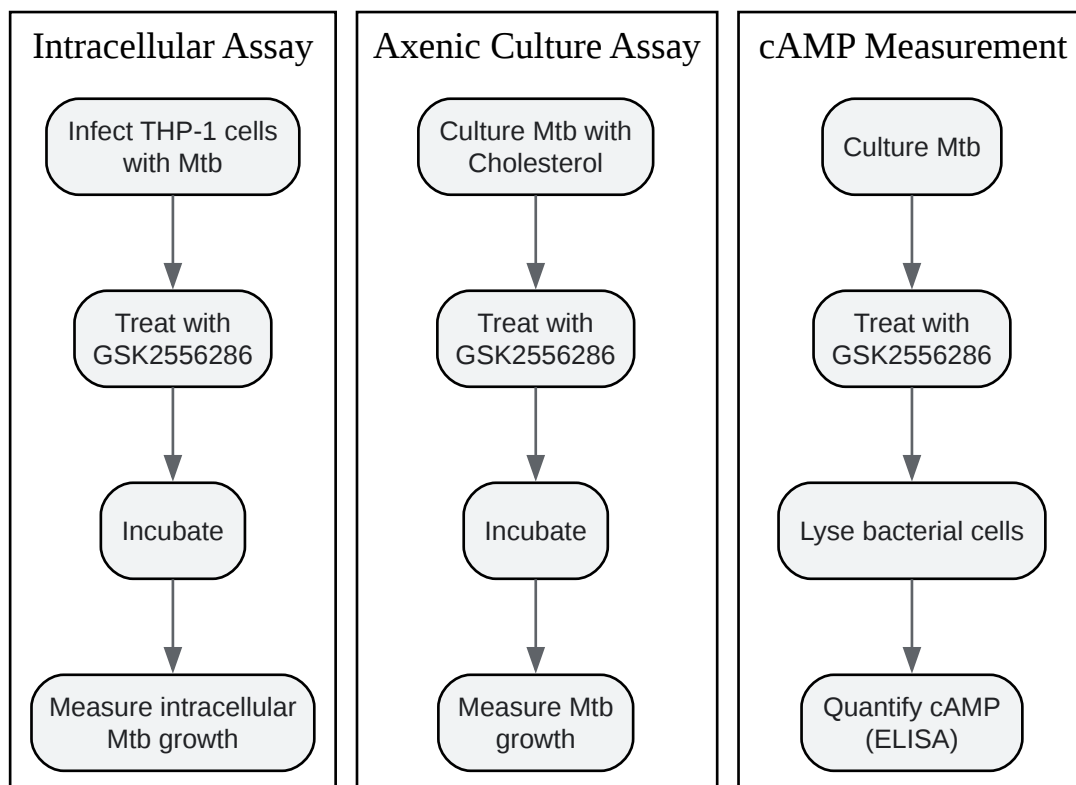 Intracellular Assay
Infect THP-1 cells
with Mtb
Treat with
GSK2556286
Incubate
Measure intracellular
Mtb growth
Axenic Culture Assay
Culture Mtb with
Cholesterol
Treat with
GSK2556286
Incubate
Measure Mtb
growth
cAMP Measurement
Culture Mtb
Treat with
GSK2556286
Lyse bacterial cells
Quantify cAMP
(ELISA)